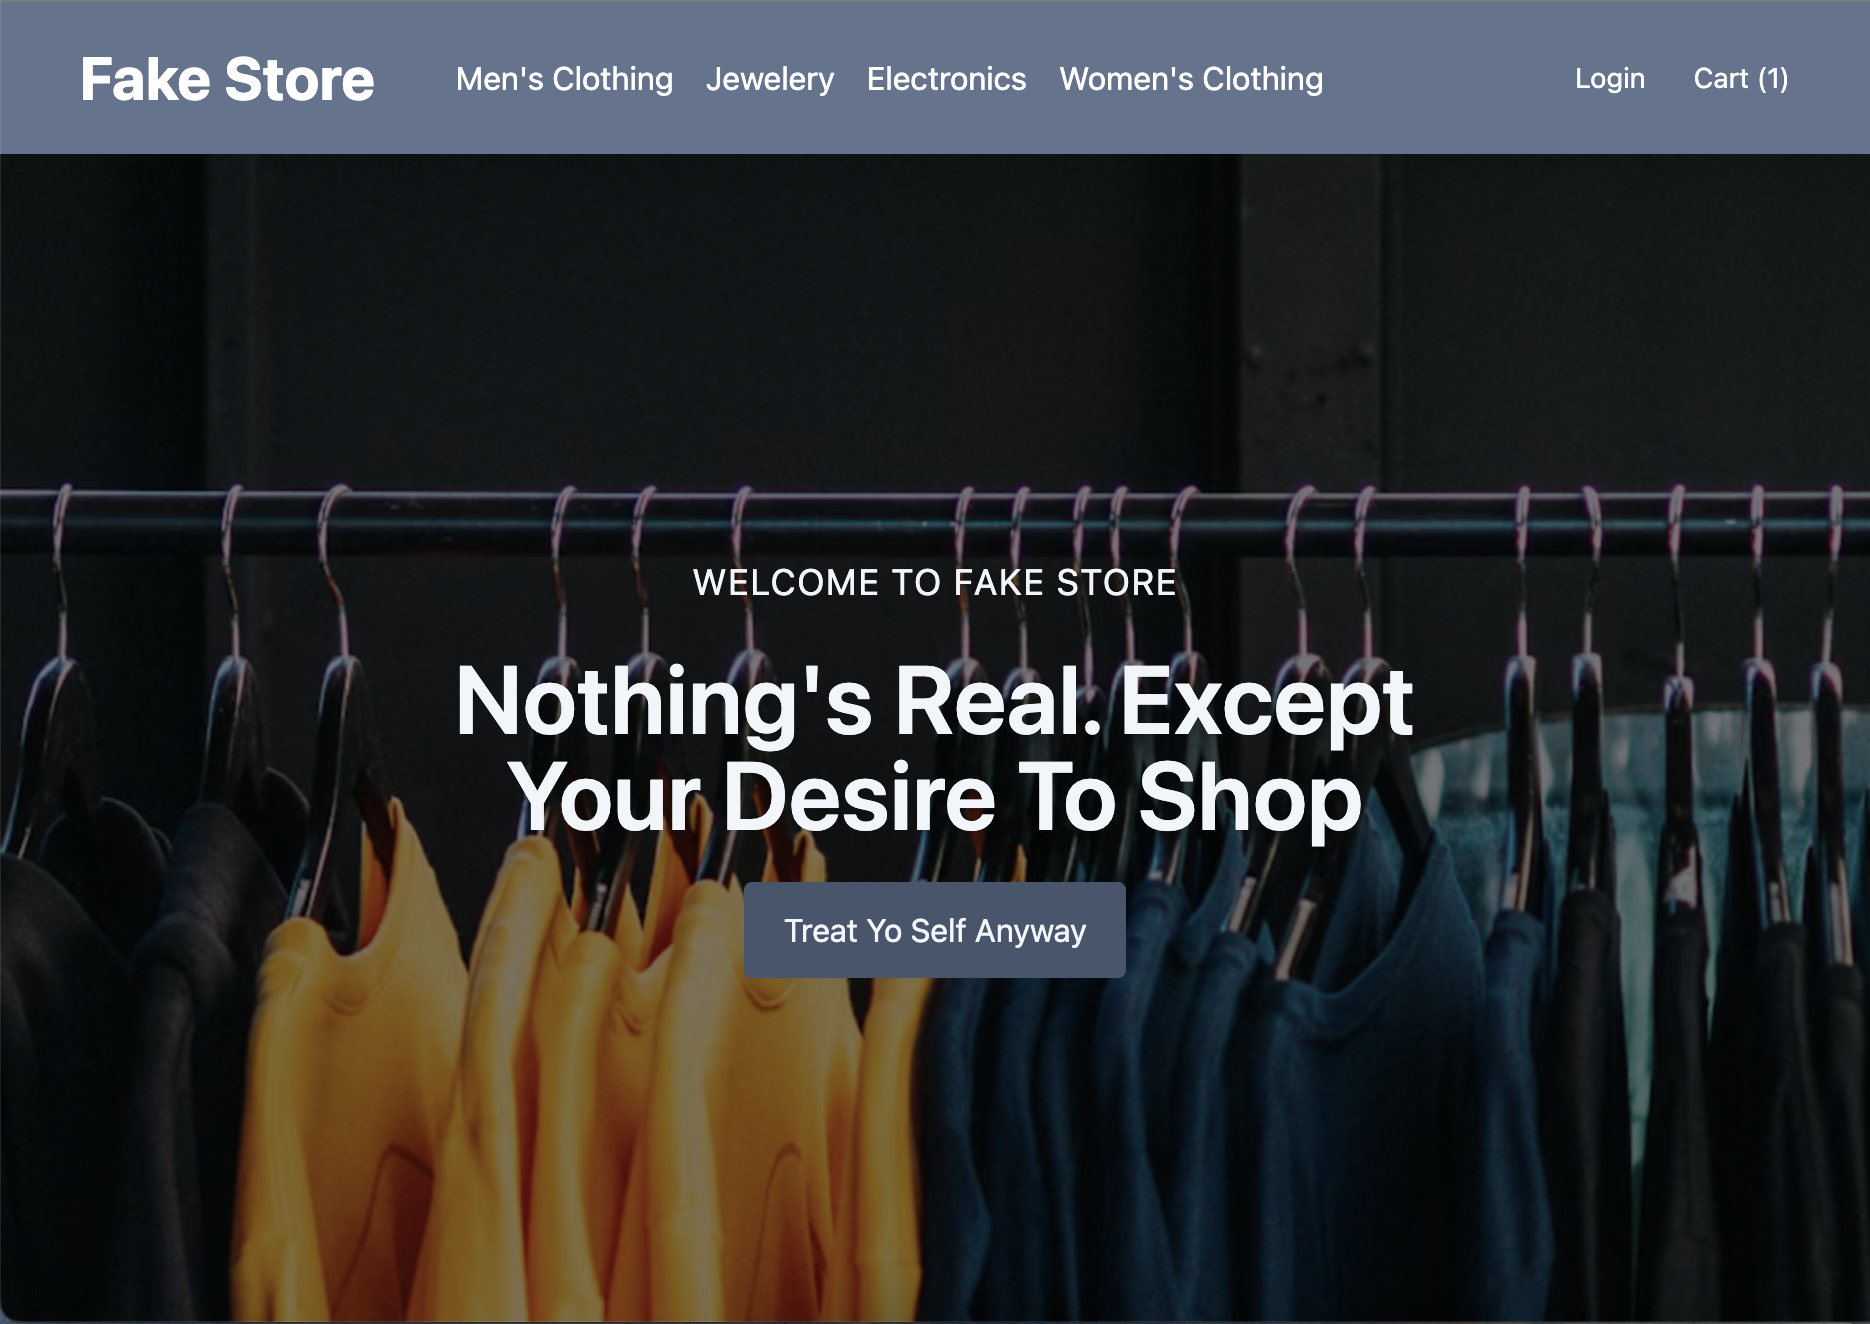 Fake Store
Men's Clothing
Jewelery
Electronics
Women's Clothing
Login
Cart (1)
WELCOME TO FAKE STORE
Nothing's Real. Except
Your Desire To Shop
Treat Yo Self Anyway